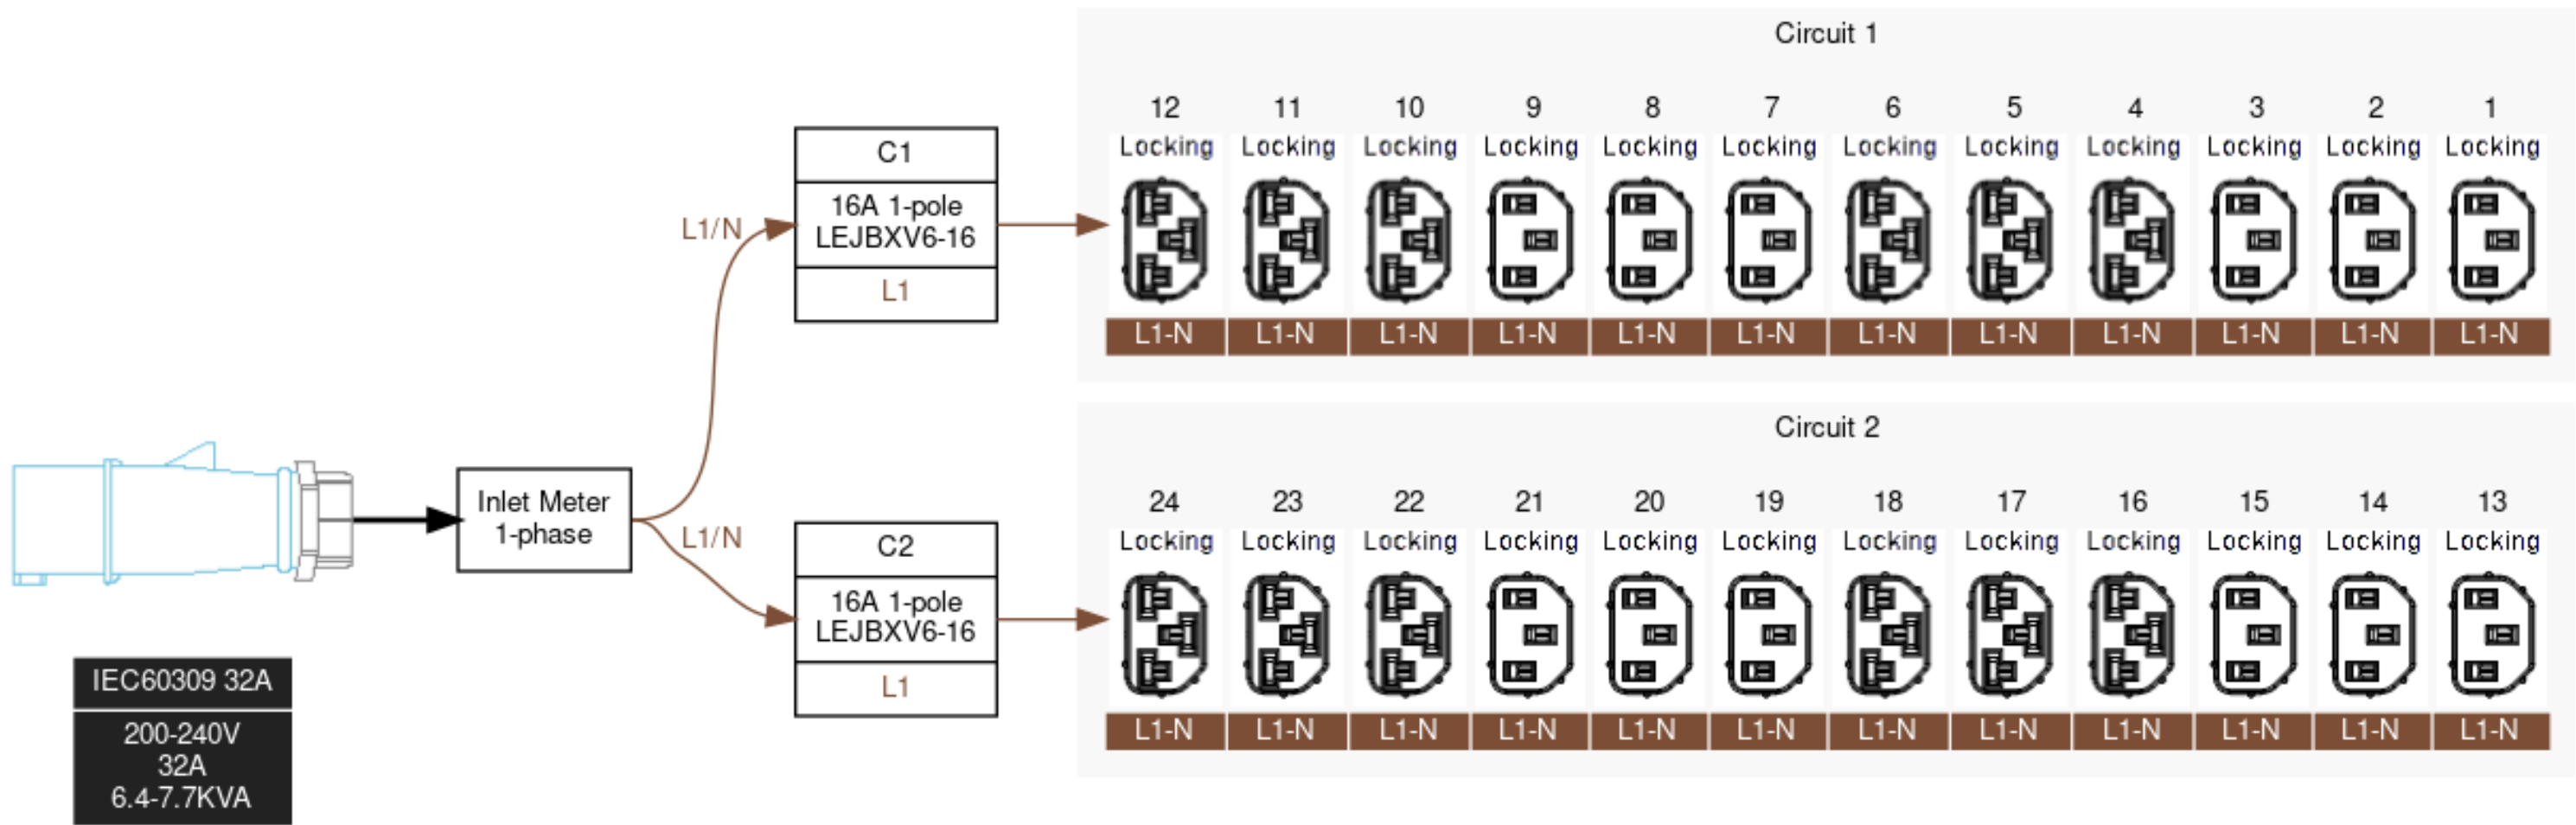 Circuit 1
12 11 10 9 8 7 6 5 4 3 2 1
Locking Locking Locking Locking Locking Locking Locking Locking Locking Locking Locking Locking
L1-N L1-N L1-N L1-N L1-N L1-N L1-N L1-N L1-N L1-N L1-N L1-N
C1
16A 1-pole
LEJBXV6-16
L1
L1/N
Inlet Meter
1-phase
L1/N
C2
16A 1-pole
LEJBXV6-16
L1
Circuit 2
24 23 22 21 20 19 18 17 16 15 14 13
Locking Locking Locking Locking Locking Locking Locking Locking Locking Locking Locking Locking
L1-N L1-N L1-N L1-N L1-N L1-N L1-N L1-N L1-N L1-N L1-N L1-N
IEC60309 32A
200-240V
32A
6.4-7.7KVA